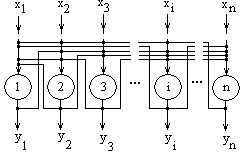 x₁ x₂ x₃ xᵢ xₙ
1 2 3 ... i ... n
y₁ y₂ y₃ yᵢ yₙ